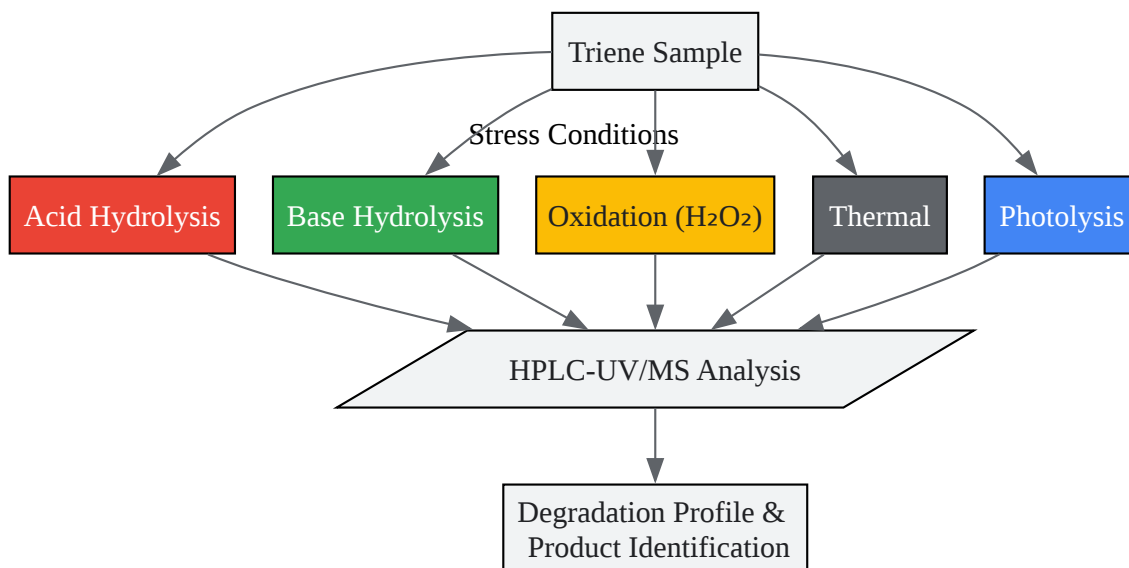 Triene Sample
Stress Conditions
Acid Hydrolysis
Base Hydrolysis
Oxidation (H₂O₂)
Thermal
Photolysis
HPLC-UV/MS Analysis
Degradation Profile &
Product Identification